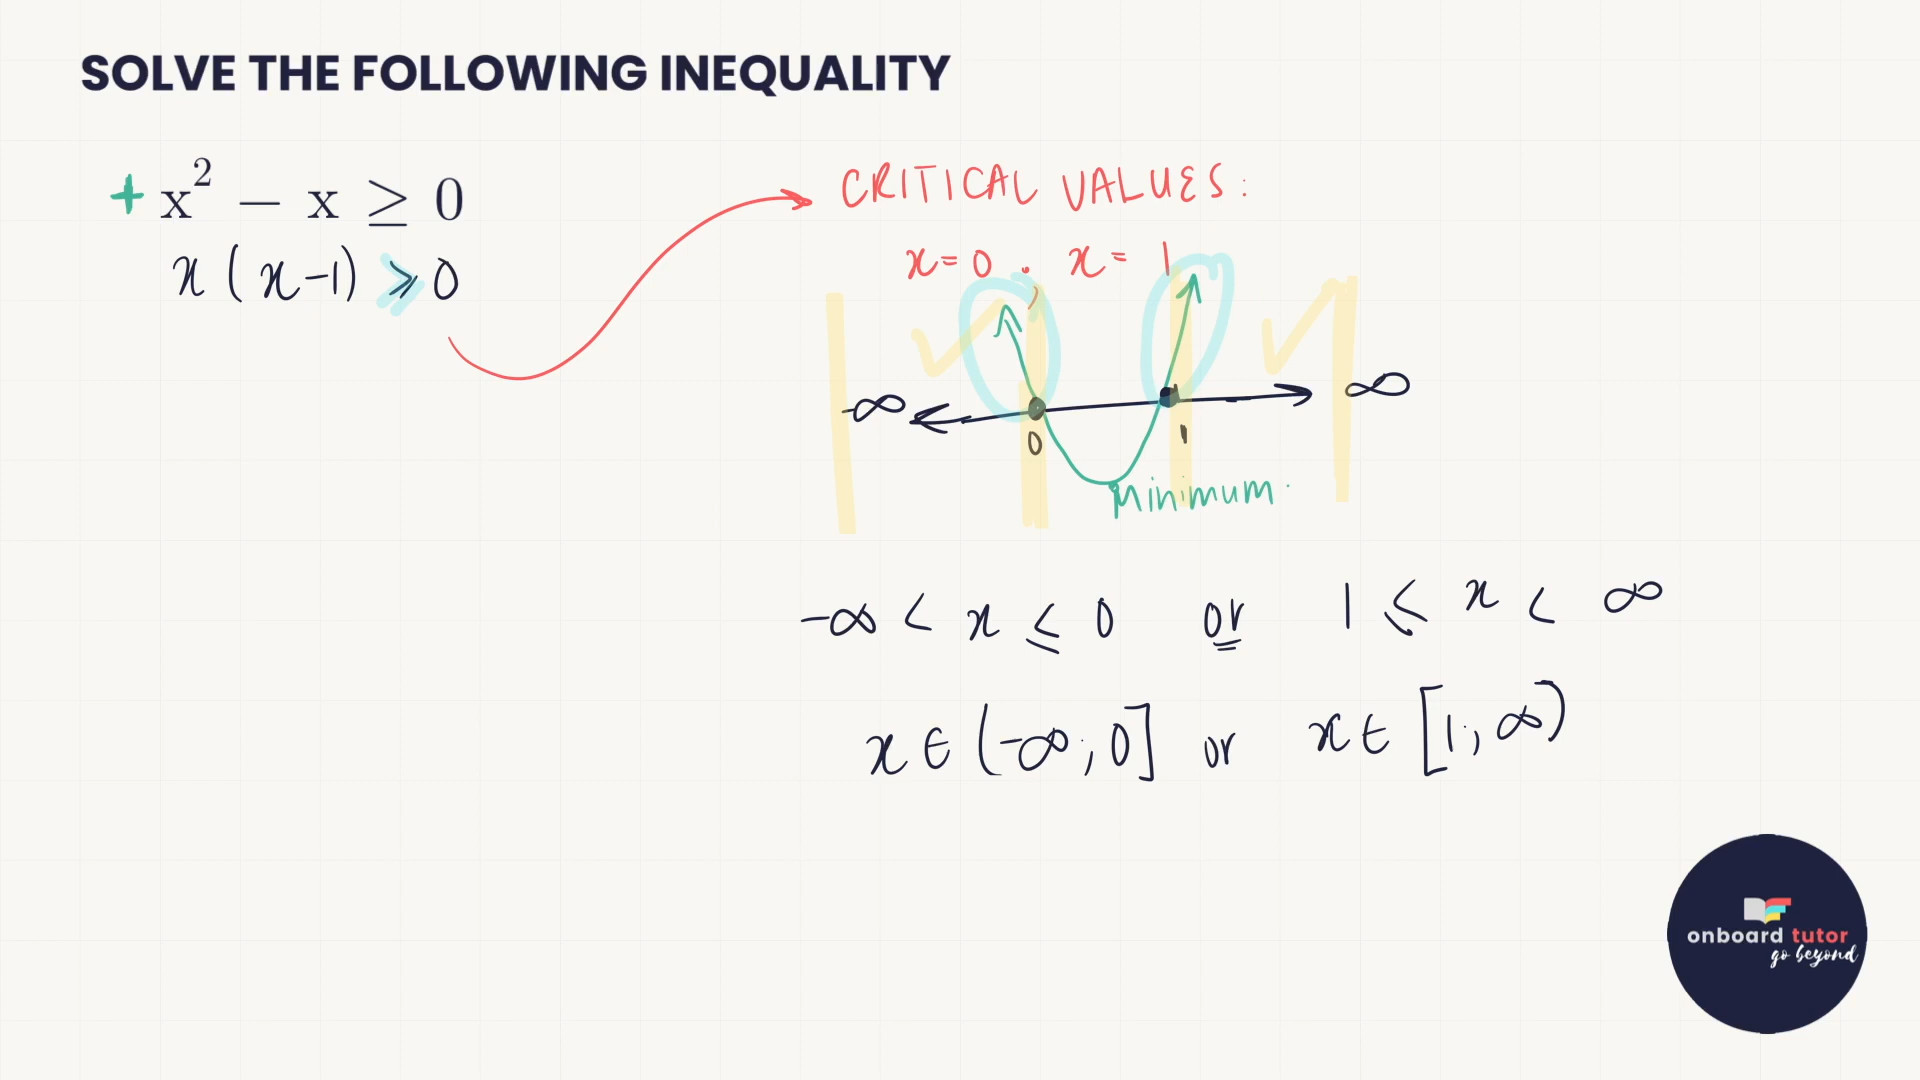 SOLVE THE FOLLOWING INEQUALITY
+ x² − x ≥ 0
x(x-1) ⩾ 0
CRITICAL VALUES:
x=0 ; x= 1
-∞ ∞
0 1
Minimum.
-∞ < x ≤ 0 or 1 ≤ x < ∞
x ∈ (-∞; 0] or x ∈ [1; ∞)
onboard tutor
go beyond